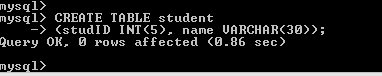 mysql>
mysql> CREATE TABLE student
    -> (studID INT(5), name VARCHAR(30));
Query OK, 0 rows affected (0.86 sec)
mysql>